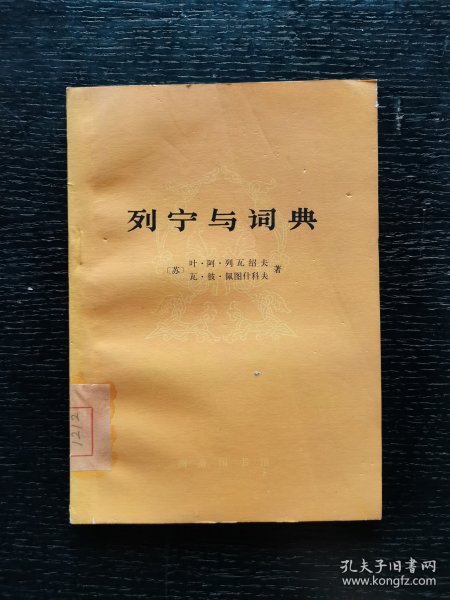 列宁与词典
〔苏〕叶·阿·列瓦绍夫
瓦·彼·佩图什科夫 著
商务印书馆
1212
孔夫子旧书网
www.kongfz.com